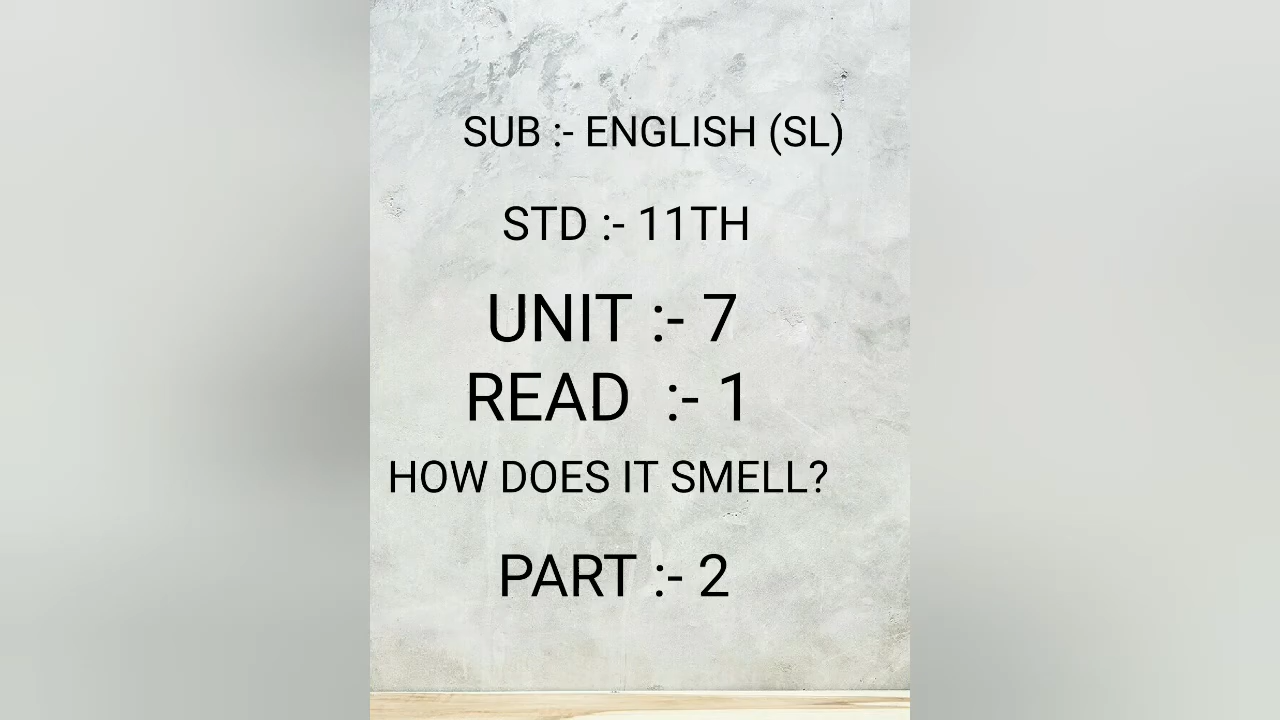 SUB :- ENGLISH (SL)
STD :- 11TH
UNIT :- 7
READ :- 1
HOW DOES IT SMELL?
PART :- 2